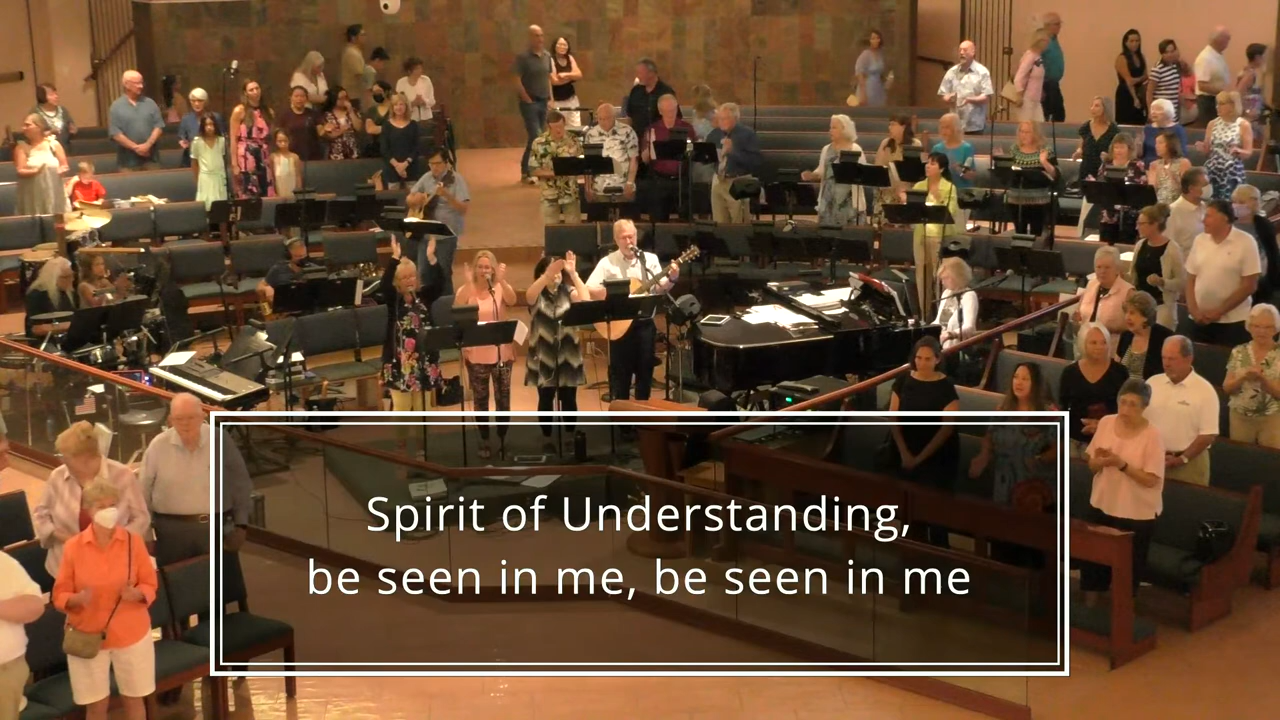 Spirit of Understanding,
be seen in me, be seen in me